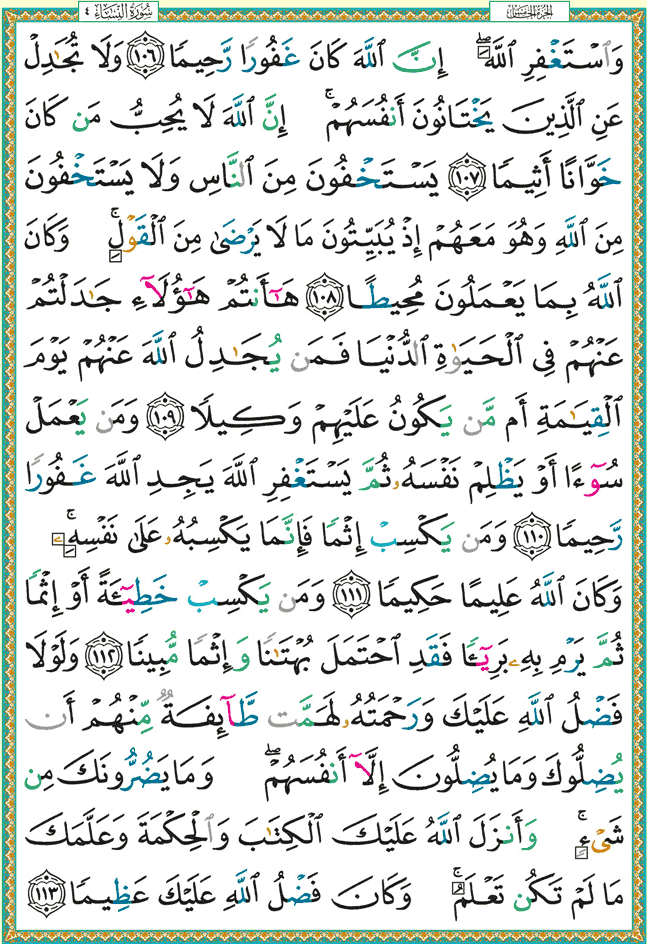 سُورَةُ النِّسَاءِ ٤
الجزء الخامس
وَٱسْتَغْفِرِ ٱللَّهَۖ إِنَّ ٱللَّهَ كَانَ غَفُورًا رَّحِيمًا ١٠٦ وَلَا تُجَـٰدِلْ
عَنِ ٱلَّذِينَ يَخْتَانُونَ أَنفُسَهُمْۚ إِنَّ ٱللَّهَ لَا يُحِبُّ مَن كَانَ
خَوَّانًا أَثِيمًا ١٠٧ يَسْتَخْفُونَ مِنَ ٱلنَّاسِ وَلَا يَسْتَخْفُونَ
مِنَ ٱللَّهِ وَهُوَ مَعَهُمْ إِذْ يُبَيِّتُونَ مَا لَا يَرْضَىٰ مِنَ ٱلْقَوْلِۚ وَكَانَ
ٱللَّهُ بِمَا يَعْمَلُونَ مُحِيطًا ١٠٨ هَـٰٓأَنتُمْ هَـٰٓؤُلَآءِ جَـٰدَلْتُمْ
عَنْهُمْ فِى ٱلْحَيَوٰةِ ٱلدُّنْيَا فَمَن يُجَـٰدِلُ ٱللَّهَ عَنْهُمْ يَوْمَ
ٱلْقِيَـٰمَةِ أَم مَّن يَكُونُ عَلَيْهِمْ وَكِيلًا ١٠٩ وَمَن يَعْمَلْ
سُوٓءًا أَوْ يَظْلِمْ نَفْسَهُۥ ثُمَّ يَسْتَغْفِرِ ٱللَّهَ يَجِدِ ٱللَّهَ غَفُورًا
رَّحِيمًا ١١٠ وَمَن يَكْسِبْ إِثْمًا فَإِنَّمَا يَكْسِبُهُۥ عَلَىٰ نَفْسِهِۦۚ
وَكَانَ ٱللَّهُ عَلِيمًا حَكِيمًا ١١١ وَمَن يَكْسِبْ خَطِيٓـَٔةً أَوْ إِثْمًا
ثُمَّ يَرْمِ بِهِۦ بَرِيٓـًٔا فَقَدِ ٱحْتَمَلَ بُهْتَـٰنًا وَإِثْمًا مُّبِينًا ١١٢ وَلَوْلَا
فَضْلُ ٱللَّهِ عَلَيْكَ وَرَحْمَتُهُۥ لَهَمَّت طَّآئِفَةٌ مِّنْهُمْ أَن
يُضِلُّوكَ وَمَا يُضِلُّونَ إِلَّآ أَنفُسَهُمْۖ وَمَا يَضُرُّونَكَ مِن
شَىْءٍۚ وَأَنزَلَ ٱللَّهُ عَلَيْكَ ٱلْكِتَـٰبَ وَٱلْحِكْمَةَ وَعَلَّمَكَ
مَا لَمْ تَكُن تَعْلَمُۚ وَكَانَ فَضْلُ ٱللَّهِ عَلَيْكَ عَظِيمًا ١١٣